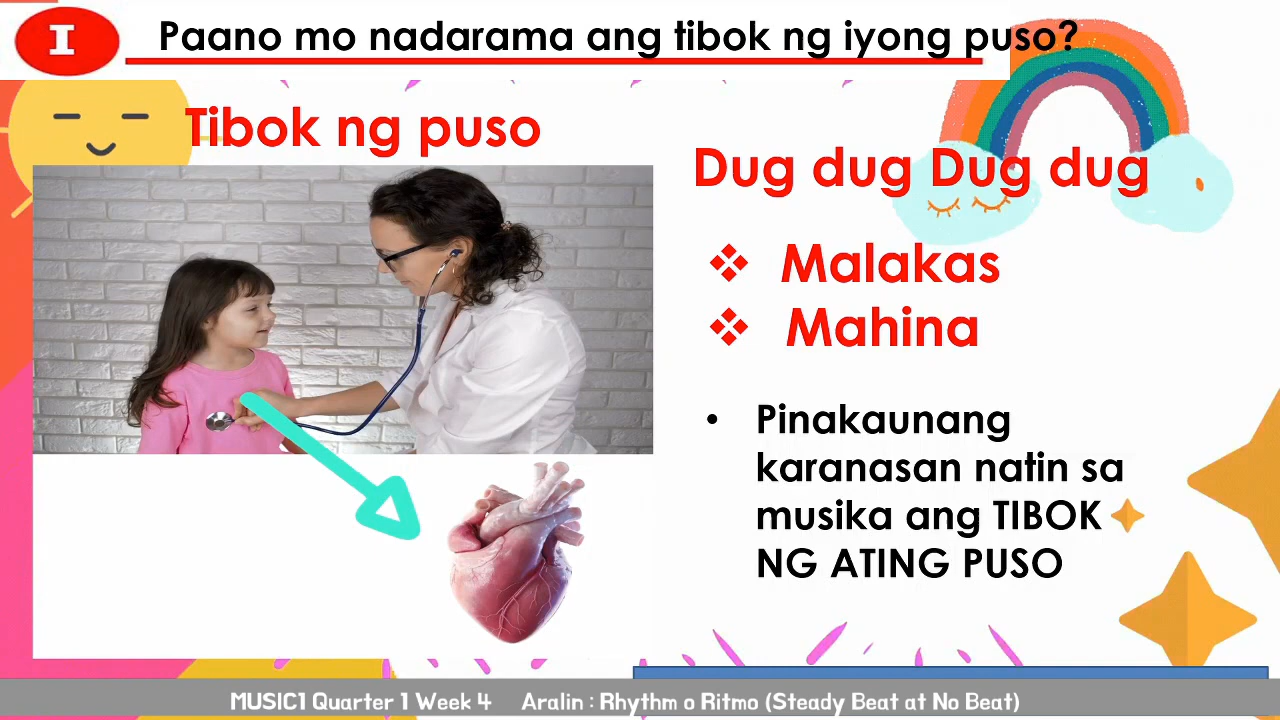 I
Paano mo nadarama ang tibok ng iyong puso?
Tibok ng puso
Dug dug Dug dug
❖ Malakas
❖ Mahina
• Pinakaunang
karanasan natin sa
musika ang TIBOK
NG ATING PUSO
MUSIC1 Quarter 1 Week 4 Aralin : Rhythm o Ritmo (Steady Beat at No Beat)